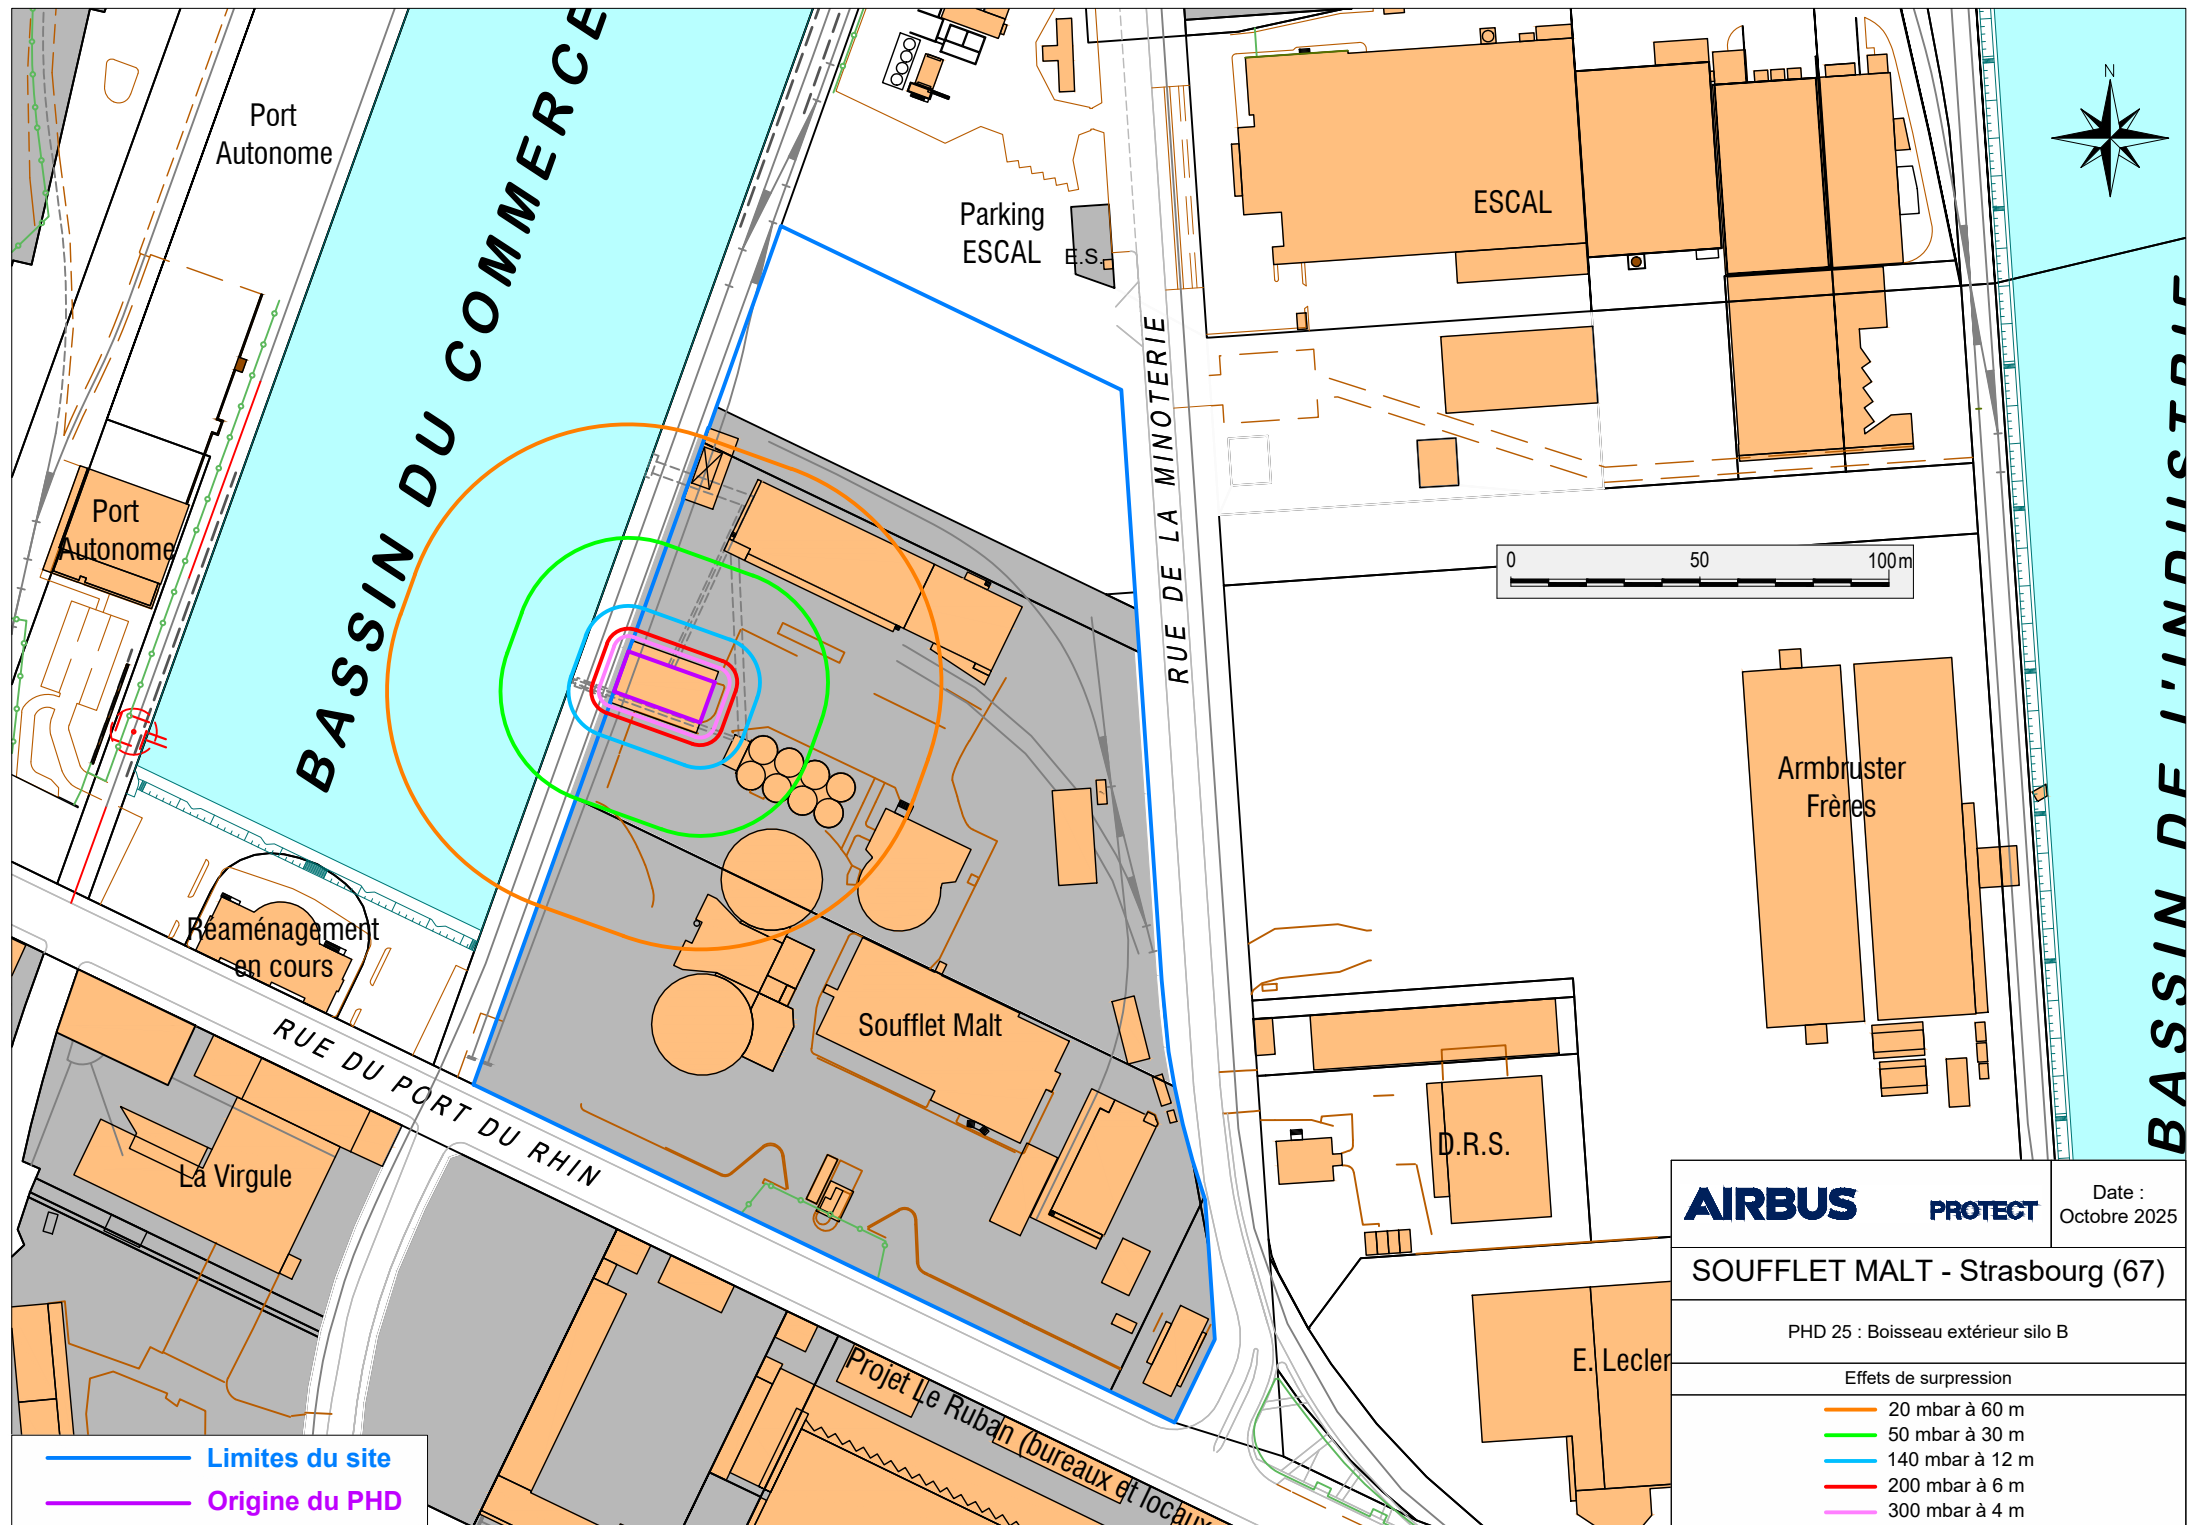 Port
Autonome
BASSIN DU COMMERCE
Parking
ESCAL
E.S.
ESCAL
N
RUE DE LA MINOTERIE
0 50 100m
Port
Autonome
BASSIN DE L'INDUSTRIE
Armbruster
Frères
Réaménagement
en cours
Soufflet Malt
RUE DU PORT DU RHIN
La Virgule
D.R.S.
E. Lecler
Projet Le Ruban (bureaux et locaux
AIRBUS PROTECT
Date :
Octobre 2025
SOUFFLET MALT - Strasbourg (67)
PHD 25 : Boisseau extérieur silo B
Effets de surpression
20 mbar à 60 m
50 mbar à 30 m
140 mbar à 12 m
200 mbar à 6 m
300 mbar à 4 m
Limites du site
Origine du PHD